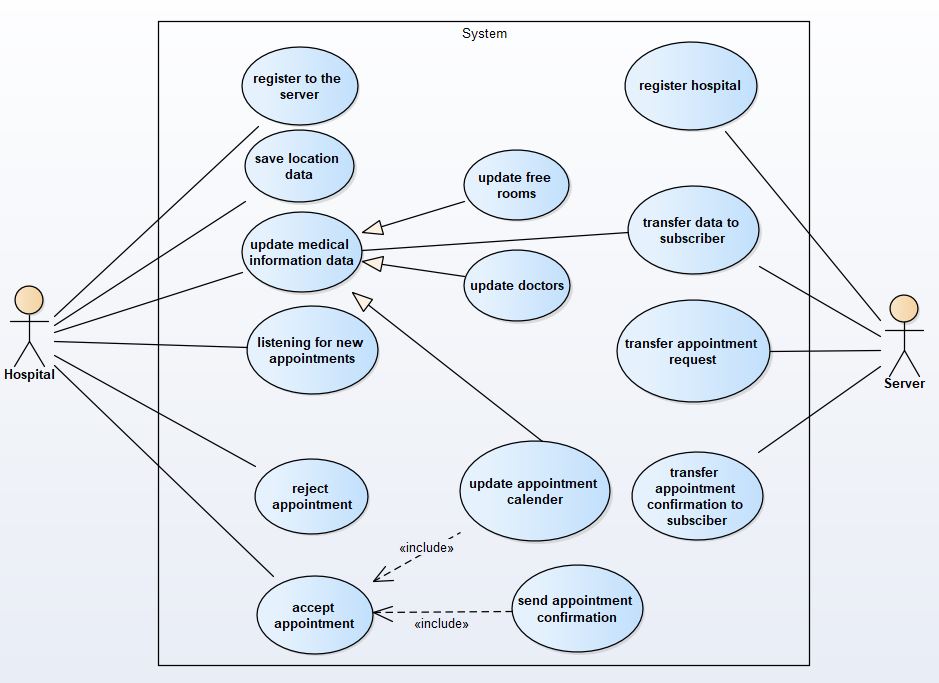 System
register to the
server
register hospital
save location
data
update free
rooms
update medical
information data
transfer data to
subscriber
update doctors
listening for new
appointments
transfer appointment
request
Hospital
Server
reject
appointment
update appointment
calender
transfer
appointment
confirmation to
subsciber
«include»
accept
appointment
send appointment
confirmation
«include»